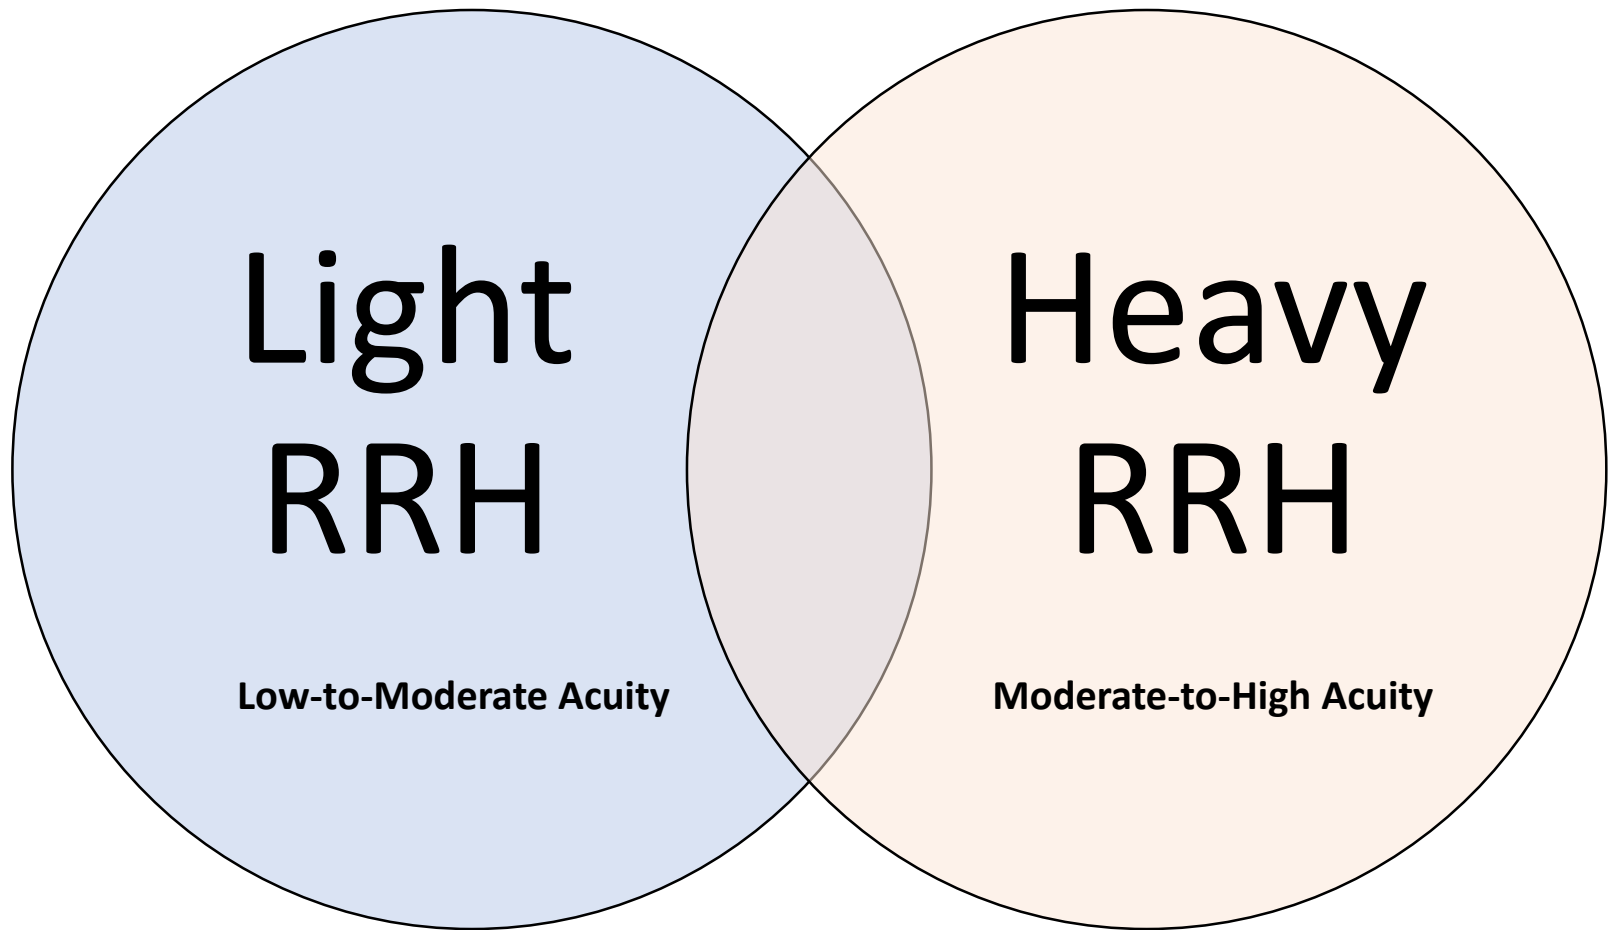 Light
RRH
Low-to-Moderate Acuity
Heavy
RRH
Moderate-to-High Acuity